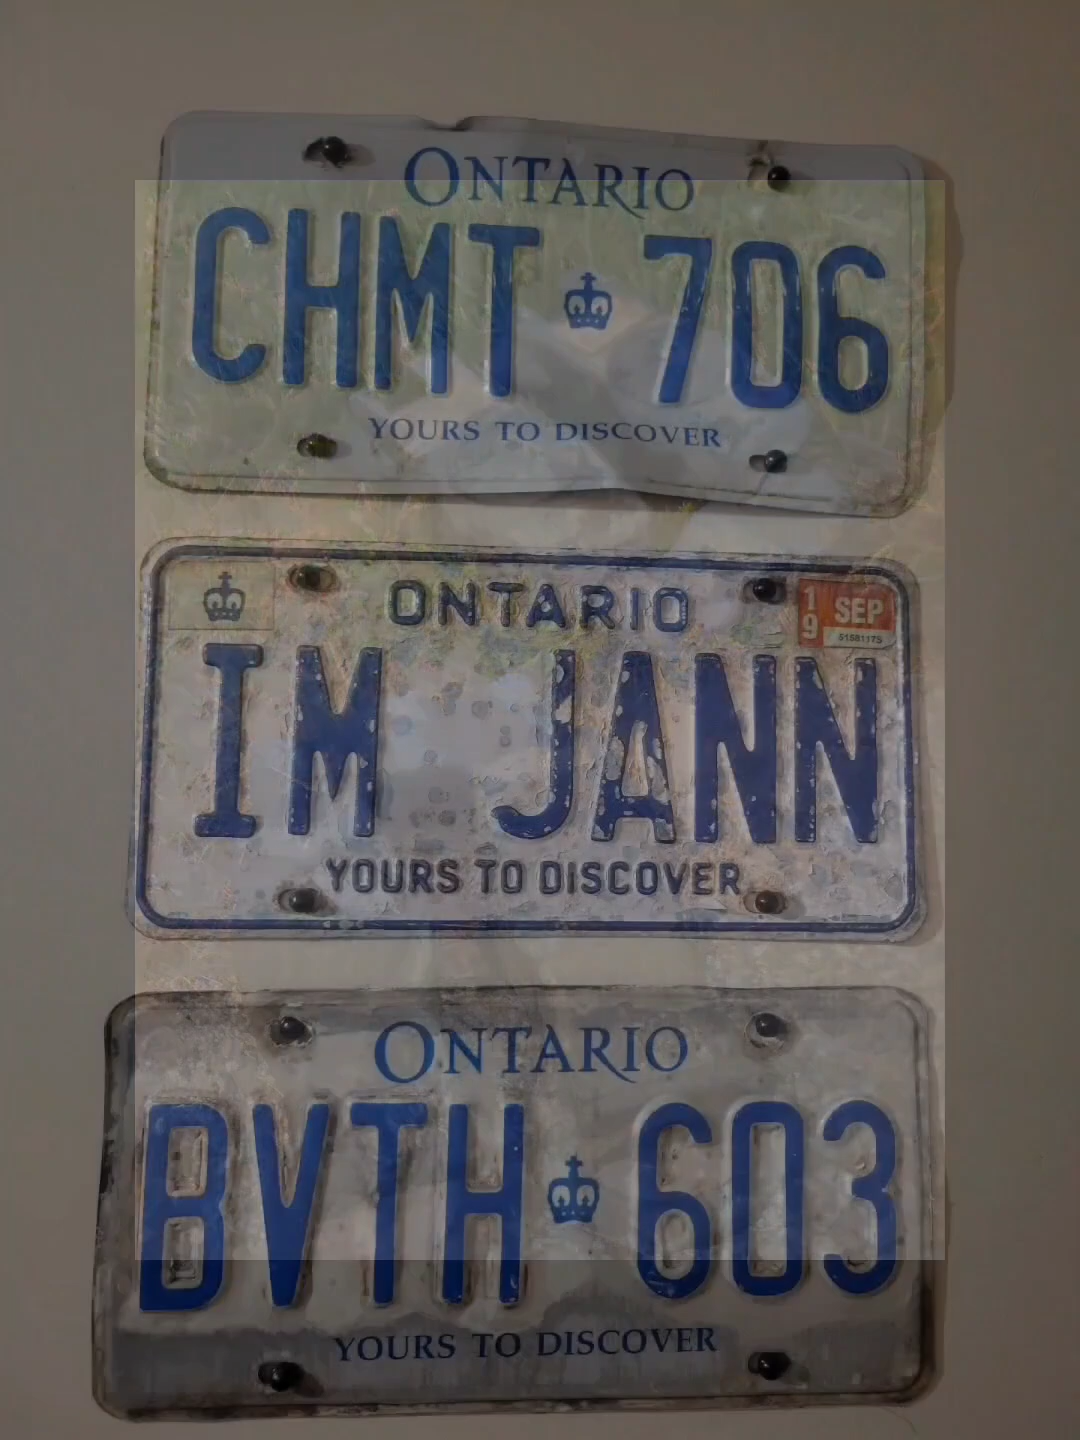 ONTARIO
CHMT 706
YOURS TO DISCOVER
ONTARIO
19 SEP
51581175
IM JANN
YOURS TO DISCOVER
ONTARIO
BVTH 603
YOURS TO DISCOVER